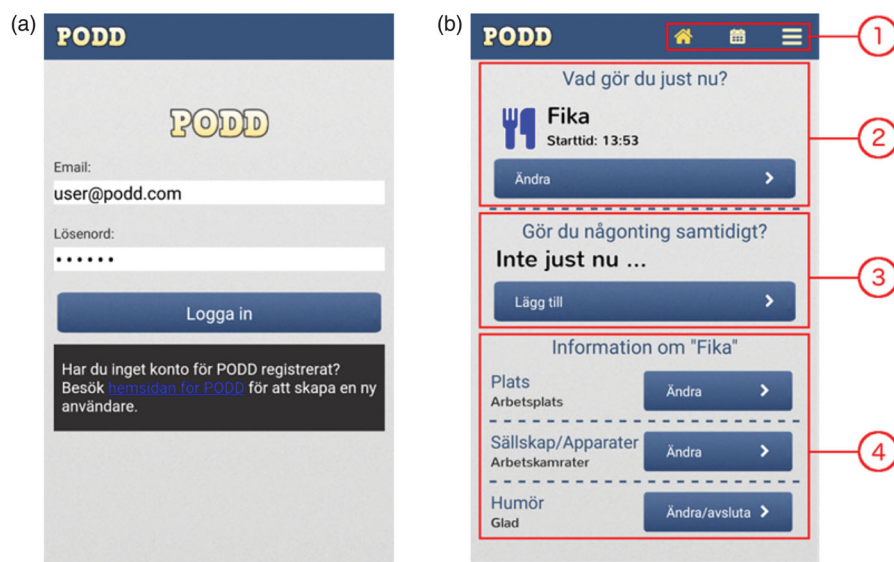 (a)
PODD
PODD
Email:
user@podd.com
Lösenord:
••••••
Logga in
Har du inget konto för PODD registrerat?
Besök hemsidan för PODD för att skapa en ny
användare.
(b)
PODD
1
Vad gör du just nu?
Fika
Starttid: 13:53
Ändra
2
Gör du någonting samtidigt?
Inte just nu ...
Lägg till
3
Information om "Fika"
Plats
Arbetsplats
Ändra
Sällskap/Apparater
Arbetskamrater
Ändra
4
Humör
Glad
Ändra/avsluta